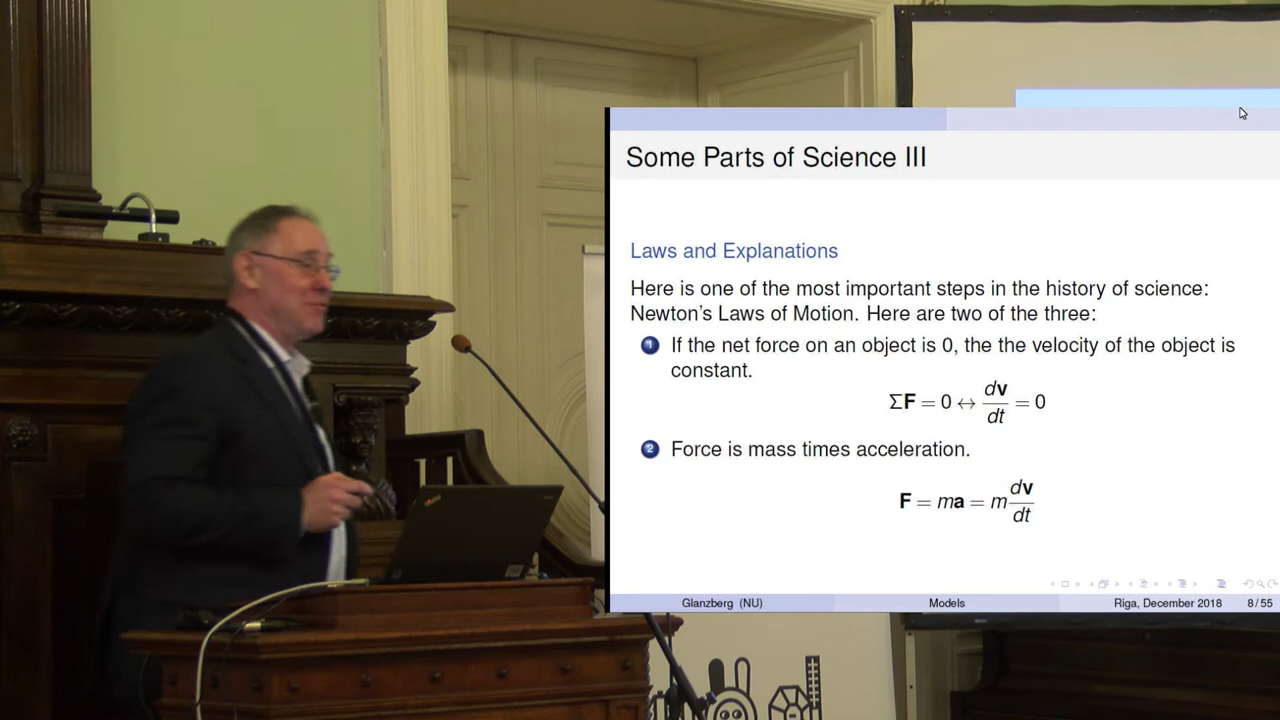 Some Parts of Science III
Laws and Explanations
Here is one of the most important steps in the history of science:
Newton's Laws of Motion. Here are two of the three:
1 If the net force on an object is 0, the the velocity of the object is
constant.
ΣF = 0 ↔ dv/dt = 0
2 Force is mass times acceleration.
F = ma = m dv/dt
Glanzberg (NU) Models Riga, December 2018 8/55